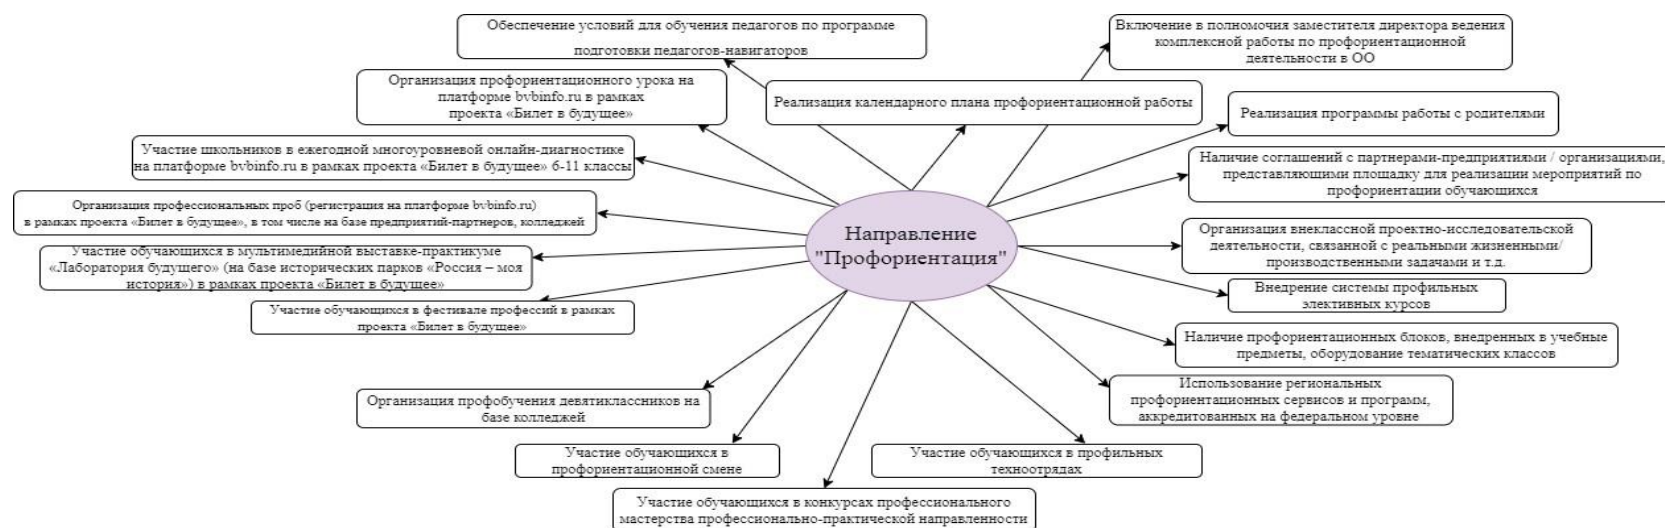 Обеспечение условий для обучения педагогов по программе
подготовки педагогов-навигаторов
Включение в полномочия заместителя директора ведения
комплексной работы по профориентационной
деятельности в ОО
Организация профориентационного урока на
платформе bvbinfo.ru в рамках
проекта «Билет в будущее»
Реализация календарного плана профориентационной работы
Реализация программы работы с родителями
Участие школьников в ежегодной многоуровневой онлайн-диагностике
на платформе bvbinfo.ru в рамках проекта «Билет в будущее» 6-11 классы
Наличие соглашений с партнерами-предприятиями / организациями,
представляющими площадку для реализации мероприятий по
профориентации обучающихся
Организация профессиональных проб (регистрация на платформе bvbinfo.ru)
в рамках проекта «Билет в будущее», в том числе на базе предприятий-партнеров, колледжей
Направление
"Профориентация"
Организация внеклассной проектно-исследовательской
деятельности, связанной с реальными жизненными/
производственными задачами и т.д.
Участие обучающихся в мультимедийной выставке-практикуме
«Лаборатория будущего» (на базе исторических парков «Россия – моя
история») в рамках проекта «Билет в будущее»
Внедрение системы профильных
элективных курсов
Участие обучающихся в фестивале профессий в рамках
проекта «Билет в будущее»
Наличие профориентационных блоков, внедренных в учебные
предметы, оборудование тематических классов
Организация профобучения девятиклассников на
базе колледжей
Использование региональных
профориентационных сервисов и программ,
аккредитованных на федеральном уровне
Участие обучающихся в
профориентационной смене
Участие обучающихся в профильных
техноотрядах
Участие обучающихся в конкурсах профессионального
мастерства профессионально-практической направленности